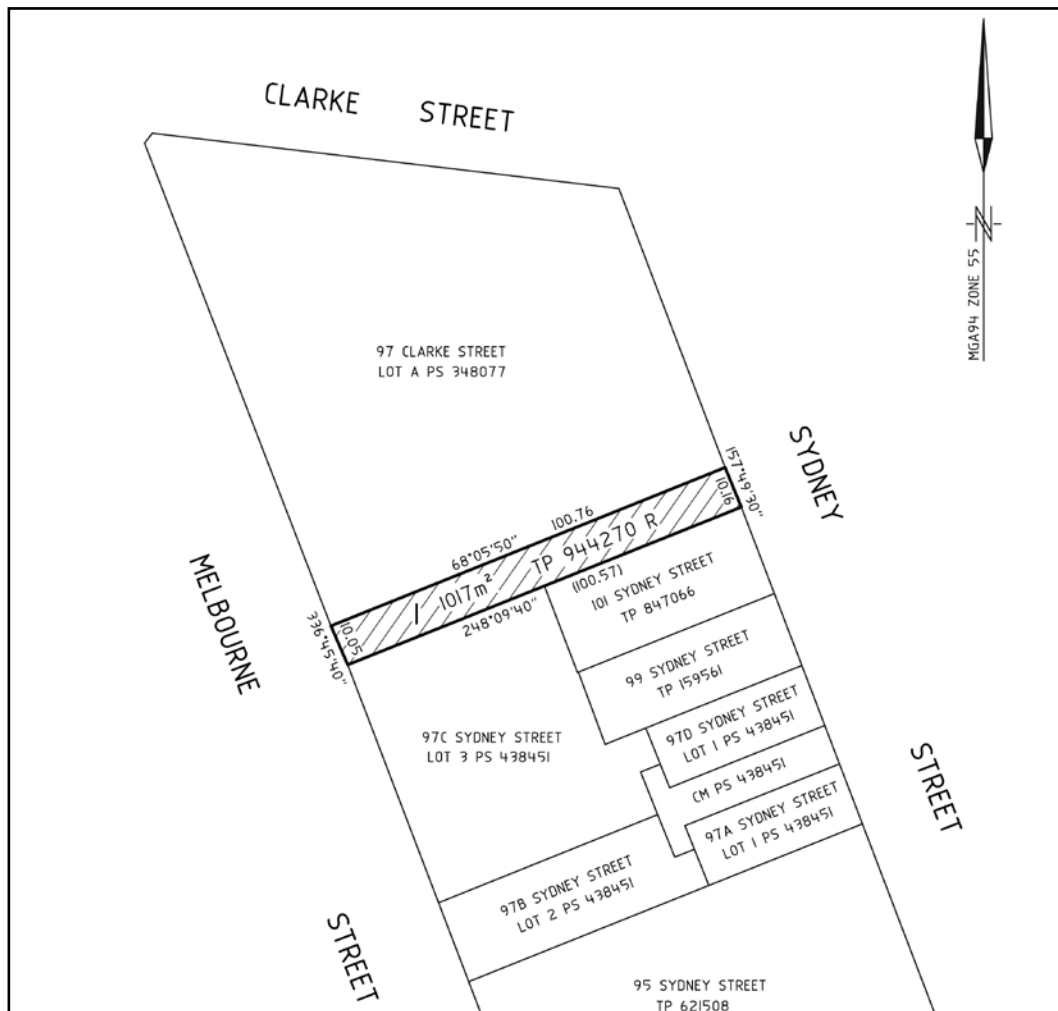 CLARKE STREET
MGA94 ZONE 55
97 CLARKE STREET
LOT A PS 348077
SYDNEY
157°49'30"
10.16
100.76
68°05'50"
1 1017m² TP 944270 R
(100.57)
248°09'40"
10.05
336°45'40"
MELBOURNE
101 SYDNEY STREET
TP 847066
99 SYDNEY STREET
TP 159561
97D SYDNEY STREET
LOT 1 PS 438451
97C SYDNEY STREET
LOT 3 PS 438451
CM PS 438451
STREET
97A SYDNEY STREET
LOT 1 PS 438451
97B SYDNEY STREET
LOT 2 PS 438451
STREET
95 SYDNEY STREET
TP 621508